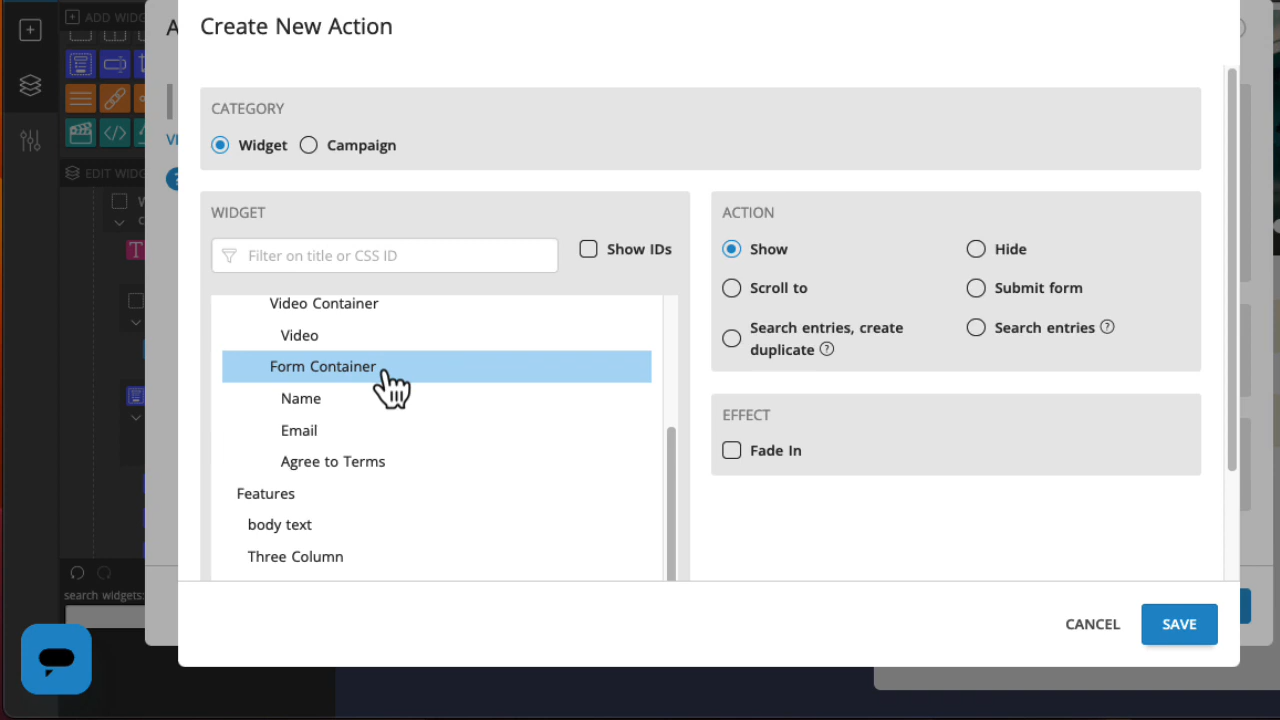 ADD WIDG
Create New Action
CATEGORY
Widget
Campaign
EDIT WIDG
WIDGET
Filter on title or CSS ID
Show IDs
Video Container
Video
Form Container
Name
Email
Agree to Terms
Features
body text
Three Column
ACTION
Show
Hide
Scroll to
Submit form
Search entries, create
duplicate ?
Search entries ?
EFFECT
Fade In
search widgets:
CANCEL
SAVE